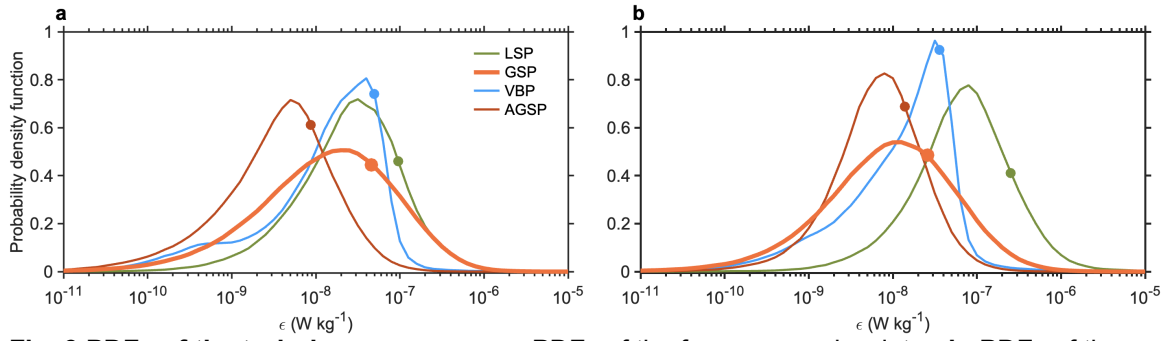 a
b
Probability density function
1
0.8
0.6
0.4
0.2
0
LSP
GSP
VBP
AGSP
10-11 10-10 10-9 10-8 10-7 10-6 10-5
ϵ (W kg-1)
1
0.8
0.6
0.4
0.2
0
10-11 10-10 10-9 10-8 10-7 10-6 10-5
ϵ (W kg-1)